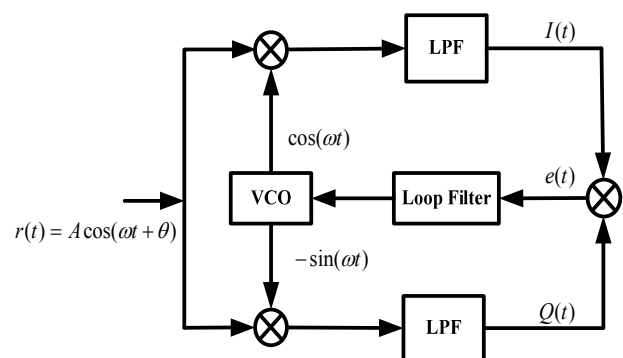 LPF
I(t)
cos(ωt)
VCO
Loop Filter
e(t)
r(t) = A cos(ωt + θ)
−sin(ωt)
LPF
Q(t)